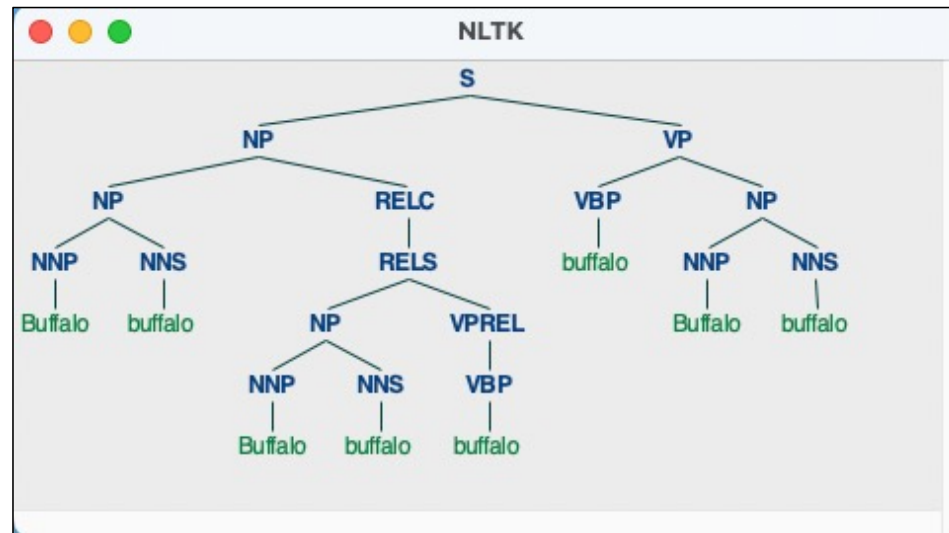 NLTK
S
NP VP
NP RELC VBP NP
NNP NNS RELS buffalo NNP NNS
Buffalo buffalo NP VPREL Buffalo buffalo
NNP NNS VBP
Buffalo buffalo buffalo